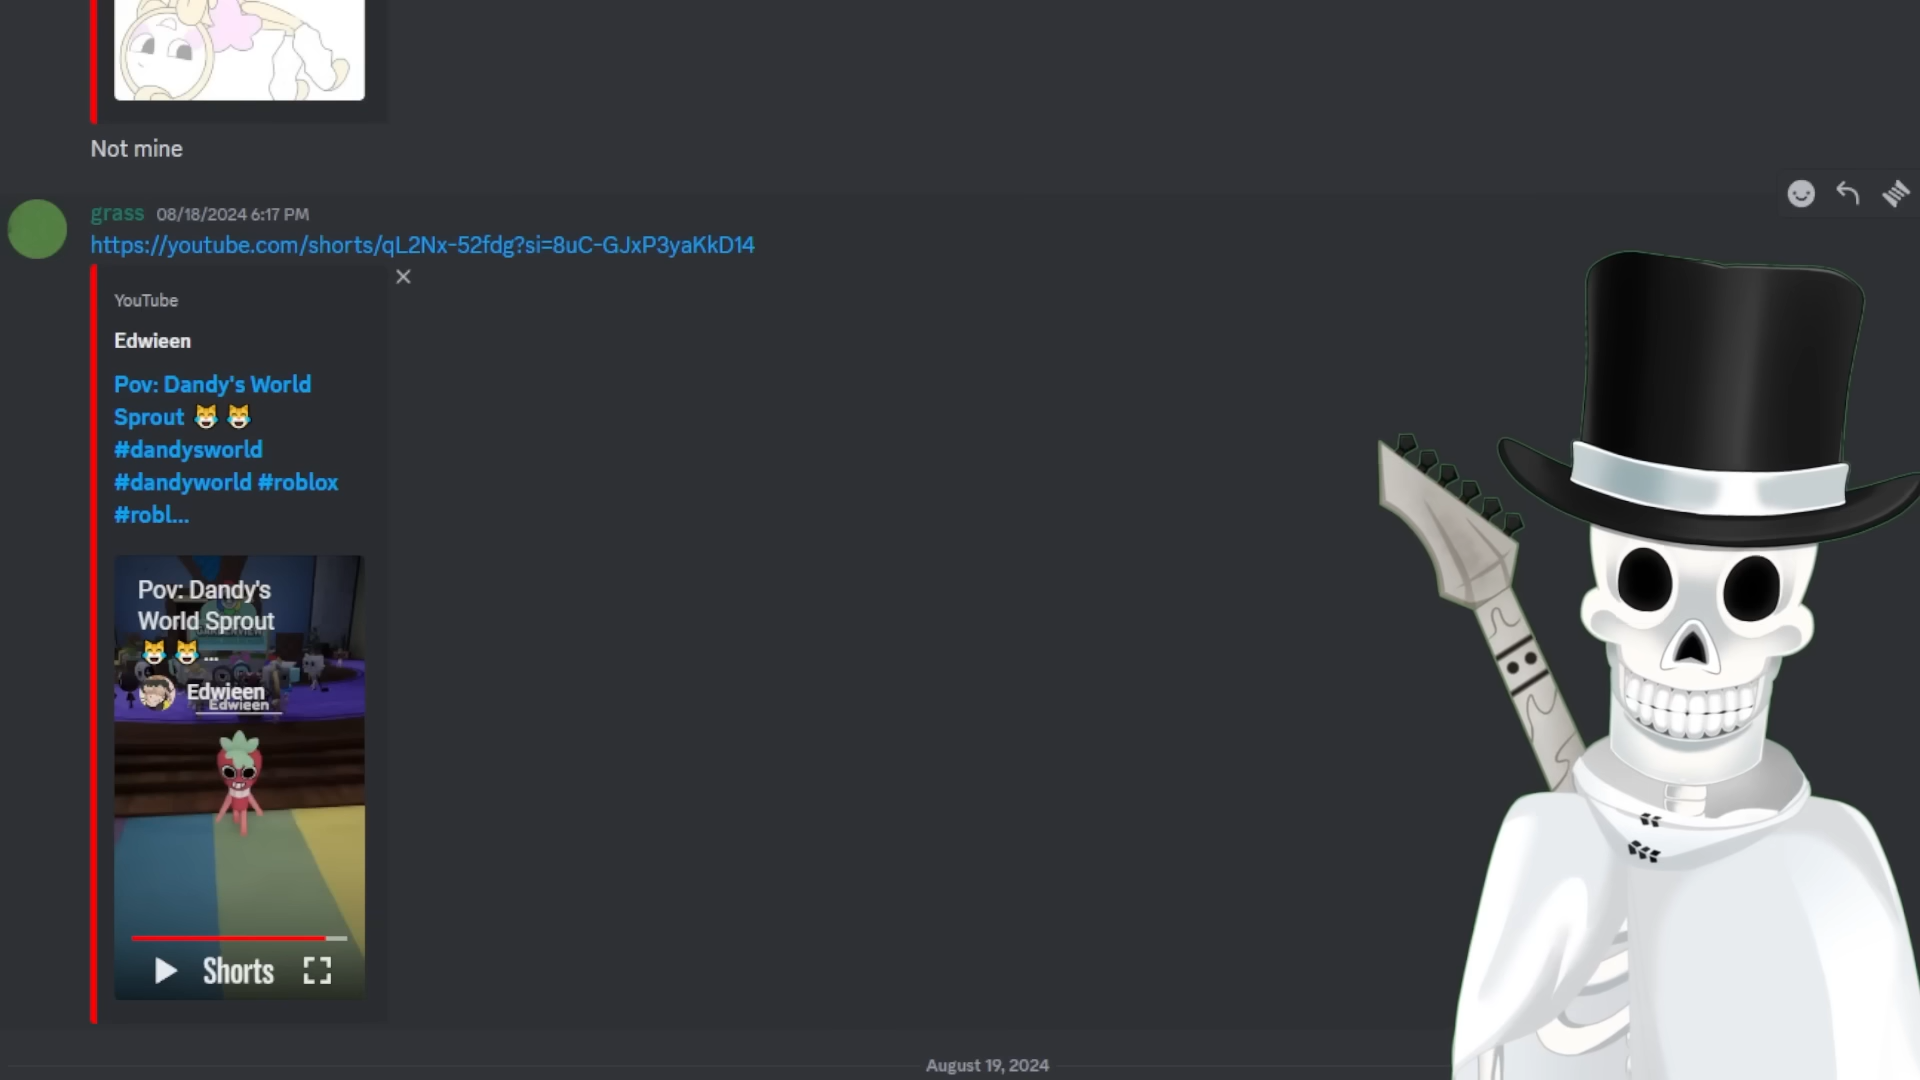 Not mine
grass 08/18/2024 6:17 PM
https://youtube.com/shorts/qL2Nx-52fdg?si=8uC-GJxP3yaKkD14
YouTube
Edwieen
Pov: Dandy's World
Sprout 😹 😹
#dandysworld
#dandyworld #roblox
#robl...
Pov: Dandy's
World Sprout
😹 😹...
Edwieen
Edwieen
Shorts
August 19, 2024